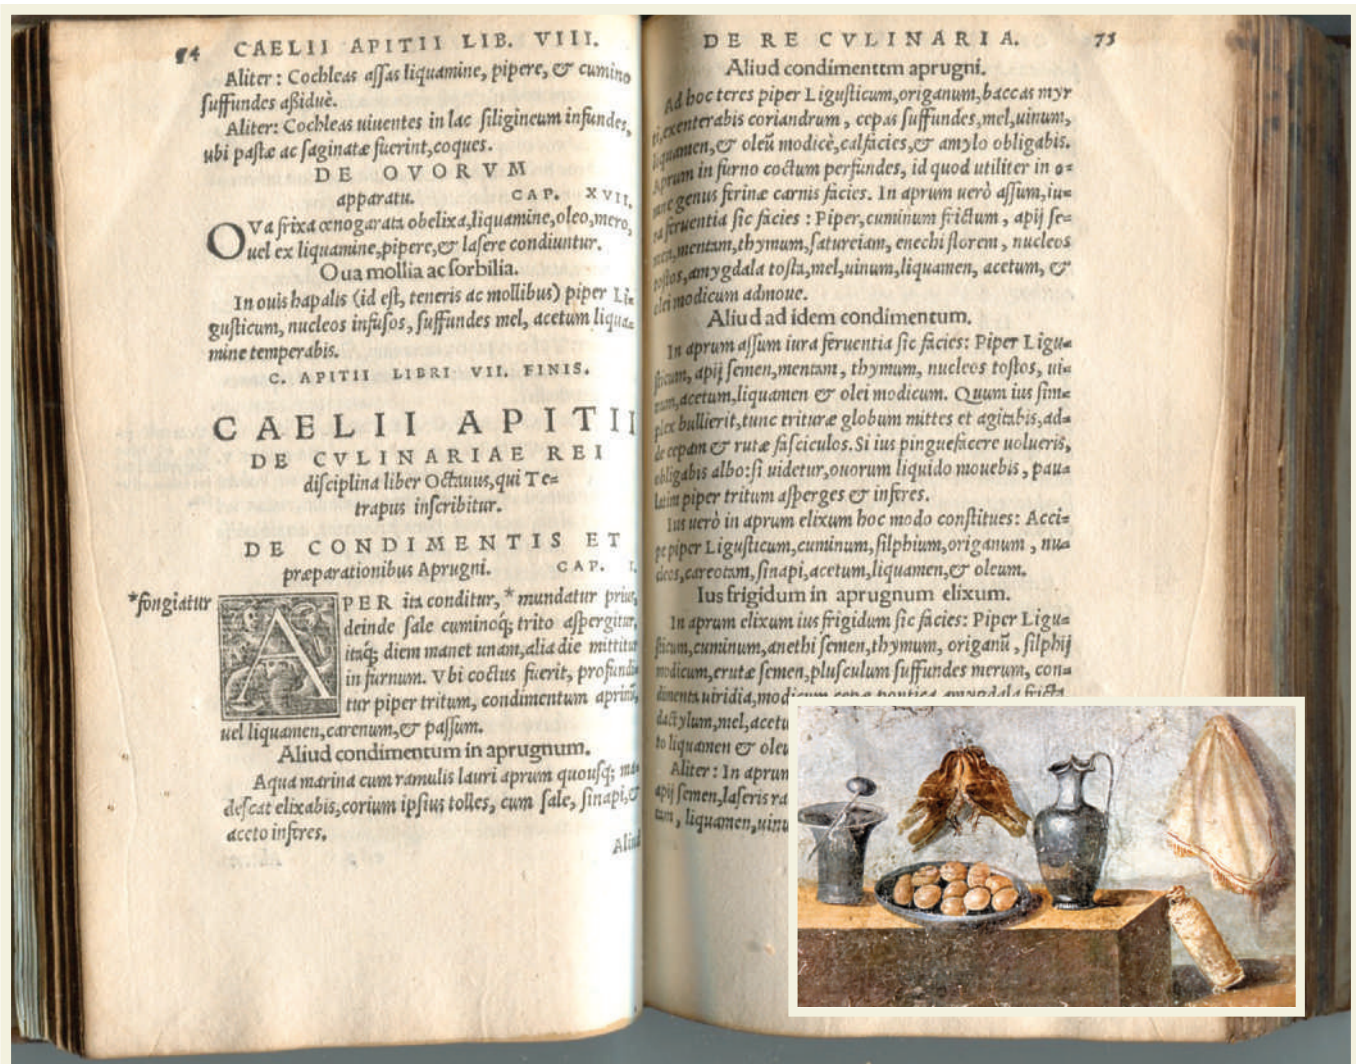 74 CAELII APITII LIB. VIII.
Aliter: Cochleas aſſas liquamine, pipere, & cumino
ſuffundes aßiduè.
Aliter: Cochleas uiuentes in lac ſiligineum infundes,
ubi paſtæ ac ſaginatæ fuerint, coques.
DE OVORVM
apparatu. CAP. XVII.
OVa frixa œnogarata obelixa, liquamine, oleo, mero,
uel ex liquamine, pipere, & laſere condiuntur.
Oua mollia ac ſorbilia.
In ouis hapalis (id eſt, teneris ac mollibus) piper Li-
guſticum, nucleos infuſos, ſuffundes mel, acetum liqua-
mine temperabis.
C. APITII LIBRI VII. FINIS.
CAELII APITII
DE CVLINARIAE REI
diſciplina liber Octauus, qui Te-
trapus inſcribitur.
DE CONDIMENTIS ET
præparationibus Aprugni. CAP. I.
*ſongiatur
APER ita conditur, * mundatur prius,
deinde ſale cuminoq; trito aſpergitur,
itaq; diem manet unam, alia die mittitur
in furnum. Vbi coctus fuerit, profundi-
tur piper tritum, condimentum aprinũ,
uel liquamen, carenum, & paſſum.
Aliud condimentum in aprugnum.
Aqua marina cum ramulis lauri aprum quouſq; ma-
deſcat elixabis, corium ipſius tolles, cum ſale, ſinapi, &
aceto inferes.
Aliud
DE RE CVLINARIA. 75
Aliud condimentum aprugni.
Ad hoc teres piper Liguſticum, origanum, baccas myr
ti, exenterabis coriandrum, cepas ſuffundes, mel, uinum,
liquamen, & oleũ modicè, calfacies, & amylo obligabis.
Aprum in furno coctum perfundes, id quod utiliter in o-
mne genus ferinæ carnis facies. In aprum uerò aſſum, iu-
ra feruentia ſic facies: Piper, cuminum frictum, apij ſe-
men, mentam, thymum, ſatureiam, enechi florem, nucleos
toſtos, amygdala toſta, mel, uinum, liquamen, acetum, &
olei modicum admoue.
Aliud ad idem condimentum.
In aprum aſſum iura feruentia ſic facies: Piper Ligu-
ſticum, apij ſemen, mentam, thymum, nucleos toſtos, ui-
num, acetum, liquamen & olei modicum. Quum ius ſim-
plex bullierit, tunc trituræ globum mittes et agitabis, ad-
de cepam & rutæ faſciculos. Si ius pinguefacere uolueris,
obligabis albo: ſi uidetur, ouorum liquido mouebis, pau-
latim piper tritum aſperges & inferes.
Ius uerò in aprum elixum hoc modo conſtitues: Acci-
pe piper Liguſticum, cuminum, ſilphium, origanum, nu-
cleos, careotam, ſinapi, acetum, liquamen, & oleum.
Ius frigidum in aprugnum elixum.
In aprum elixum ius frigidum ſic facies: Piper Ligu-
ſticum, cuminum, anethi ſemen, thymum, origanũ, ſilphij
modicum, erutæ ſemen, pluſculum ſuffundes merum, con-
dimenta uiridia, modicum cepæ pontica amygdala fricta
dactylum, mel, acetu
to liquamen & oleu
Aliter: In aprum
apij ſemen, laſeris ra
liquamen, uinu